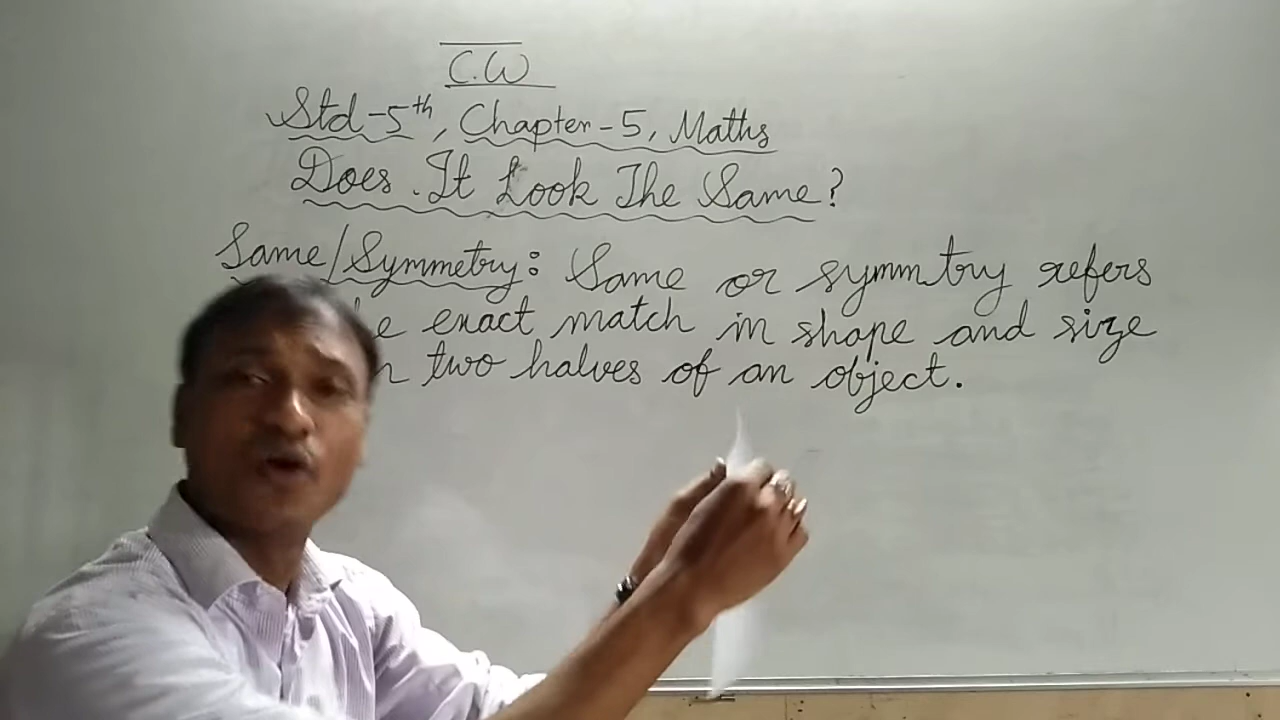 C.W
Std-5th, Chapter-5, Maths
Does It Look The Same?
Same/Symmetry: Same or symmtry refers
exact match in shape and size
two halves of an object.